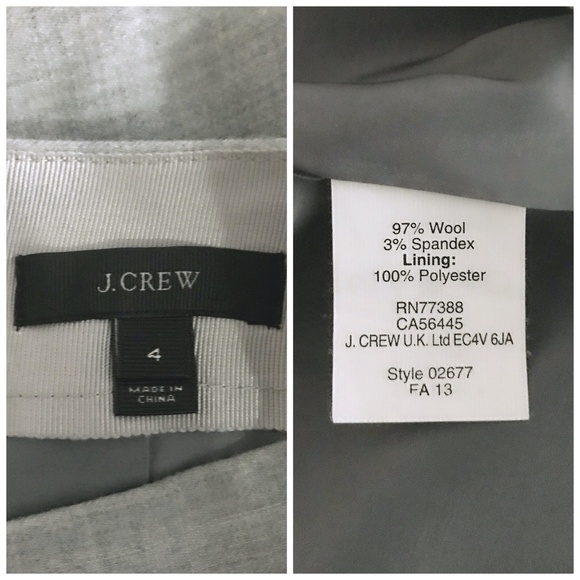 J.CREW
4
MADE IN
CHINA
97% Wool
3% Spandex
Lining:
100% Polyester
RN77388
CA56445
J. CREW U.K. Ltd EC4V 6JA
Style 02677
FA 13